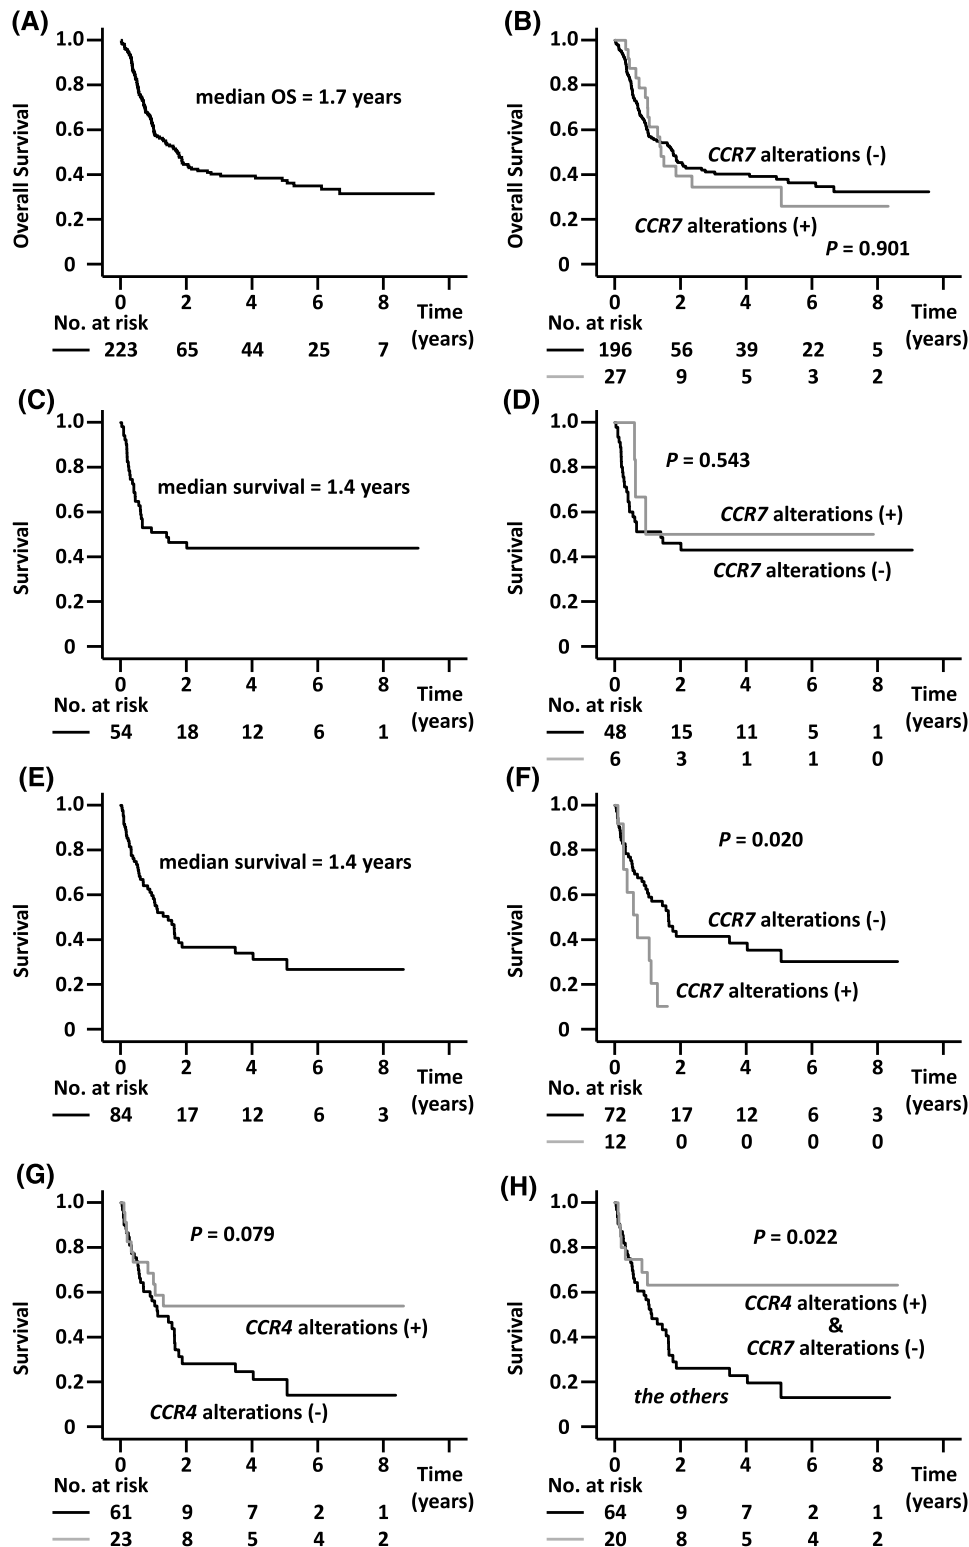 (A)
1.0
0.8
0.6
0.4
0.2
0
Overall Survival
median OS = 1.7 years
0 2 4 6 8 Time (years)
No. at risk
223 65 44 25 7
(B)
1.0
0.8
0.6
0.4
0.2
0
Overall Survival
CCR7 alterations (-)
CCR7 alterations (+)
P = 0.901
0 2 4 6 8 Time (years)
No. at risk
196 56 39 22 5
27 9 5 3 2
(C)
1.0
0.8
0.6
0.4
0.2
0
Survival
median survival = 1.4 years
0 2 4 6 8 Time (years)
No. at risk
54 18 12 6 1
(D)
1.0
0.8
0.6
0.4
0.2
0
Survival
P = 0.543
CCR7 alterations (+)
CCR7 alterations (-)
0 2 4 6 8 Time (years)
No. at risk
48 15 11 5 1
6 3 1 1 0
(E)
1.0
0.8
0.6
0.4
0.2
0
Survival
median survival = 1.4 years
0 2 4 6 8 Time (years)
No. at risk
84 17 12 6 3
(F)
1.0
0.8
0.6
0.4
0.2
0
Survival
P = 0.020
CCR7 alterations (-)
CCR7 alterations (+)
0 2 4 6 8 Time (years)
No. at risk
72 17 12 6 3
12 0 0 0 0
(G)
1.0
0.8
0.6
0.4
0.2
0
Survival
P = 0.079
CCR4 alterations (+)
CCR4 alterations (-)
0 2 4 6 8 Time (years)
No. at risk
61 9 7 2 1
23 8 5 4 2
(H)
1.0
0.8
0.6
0.4
0.2
0
Survival
P = 0.022
CCR4 alterations (+)
&
CCR7 alterations (-)
the others
0 2 4 6 8 Time (years)
No. at risk
64 9 7 2 1
20 8 5 4 2